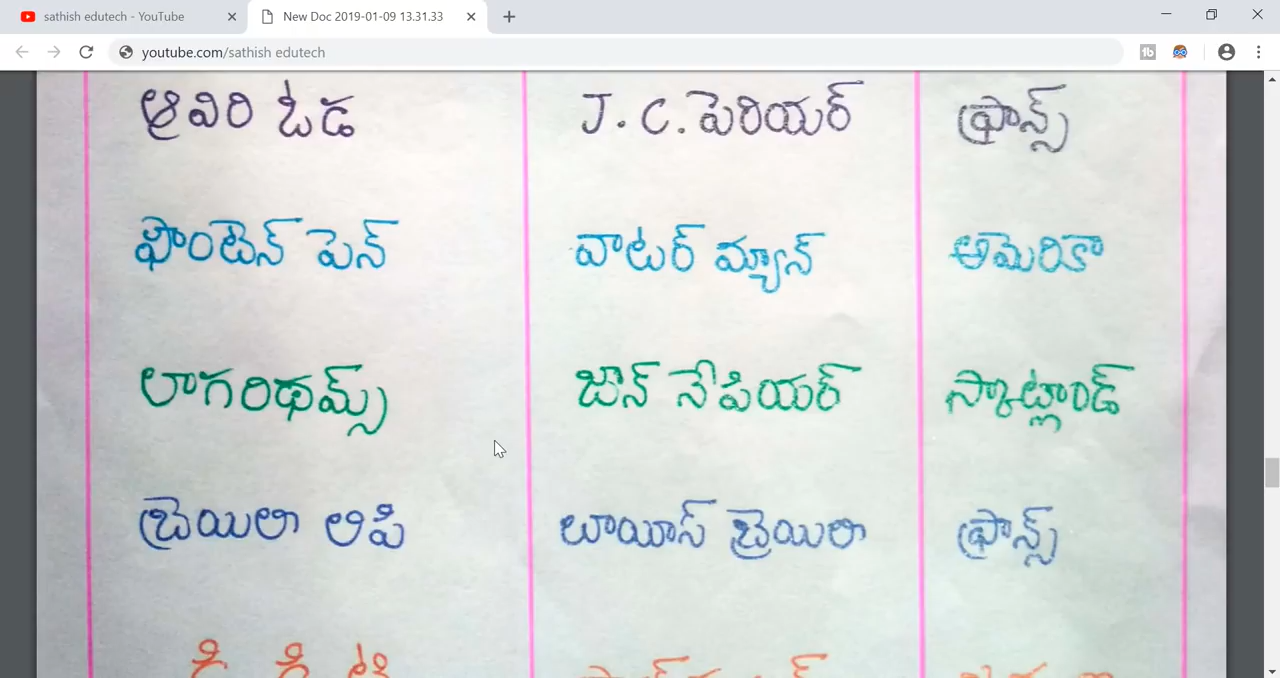 sathish edutech - YouTube
New Doc 2019-01-09 13.31.33
youtube.com/sathish edutech
ఆవిరి ఓడ J.C.పెరియర్ ఫ్రాన్స్
ఫౌంటెన్ పెన్ వాటర్ మ్యాన్ అమెరికా
లాగరిథమ్స్ జాన్ నేపియర్ స్కాట్లాండ్
బ్రెయిలీ లిపి లూయీస్ బ్రెయిలీ ఫ్రాన్స్